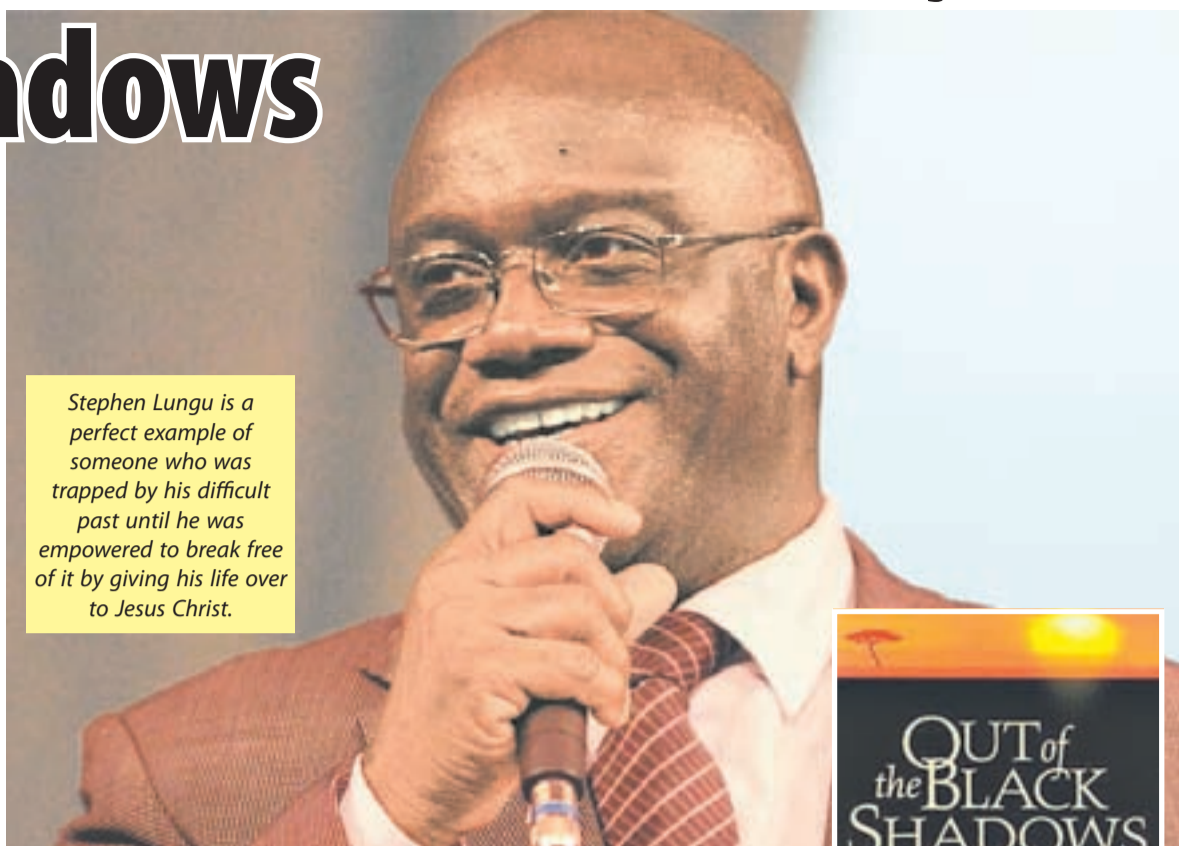 adows
Stephen Lungu is a
perfect example of
someone who was
trapped by his difficult
past until he was
empowered to break free
of it by giving his life over
to Jesus Christ.
OUT of
the BLACK
SHADOWS